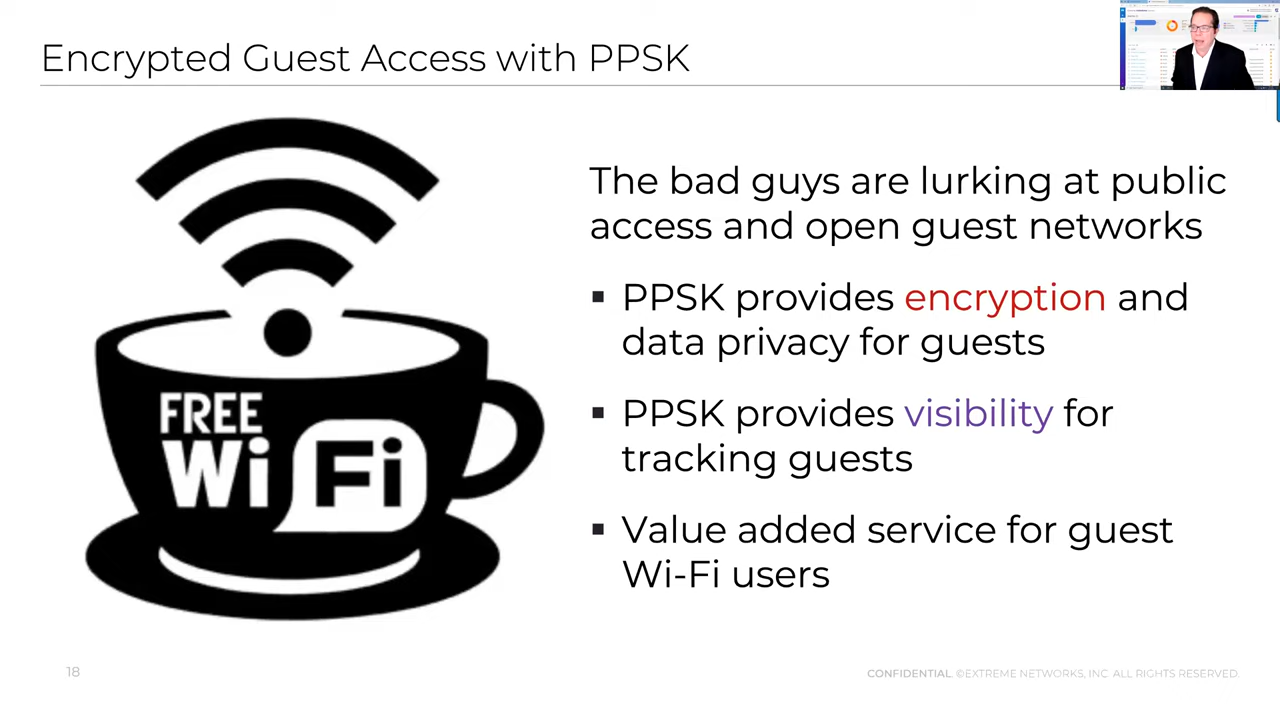 Encrypted Guest Access with PPSK
FREE
WiFi
The bad guys are lurking at public
access and open guest networks
▪ PPSK provides encryption and
data privacy for guests
▪ PPSK provides visibility for
tracking guests
▪ Value added service for guest
Wi-Fi users
18
CONFIDENTIAL. ©EXTREME NETWORKS, INC. ALL RIGHTS RESERVED.